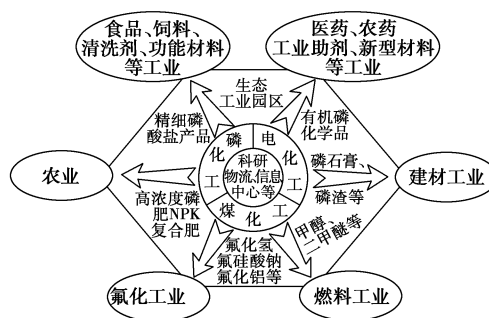 食品、饲料、
清洗剂、功能材料
等工业
医药、农药
工业助剂、新型材料
等工业
生态
工业园区
精细磷
酸盐产品
有机磷
化学品
磷 电
化 化
工 工
科研
物流、信息
中心等
煤 化 工
农业
磷石膏、
磷渣等
建材工业
高浓度磷
肥NPK
复合肥
氟化氢
氟硅酸钠
氟化铝等
甲醇、
二甲醚等
氟化工业
燃料工业